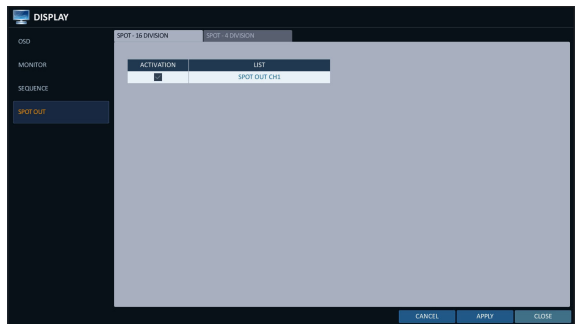 DISPLAY
OSD
MONITOR
SEQUENCE
SPOT OUT
SPOT - 16 DIVISION
SPOT - 4 DIVISION
ACTIVATION LIST
SPOT OUT CH1
CANCEL APPLY CLOSE